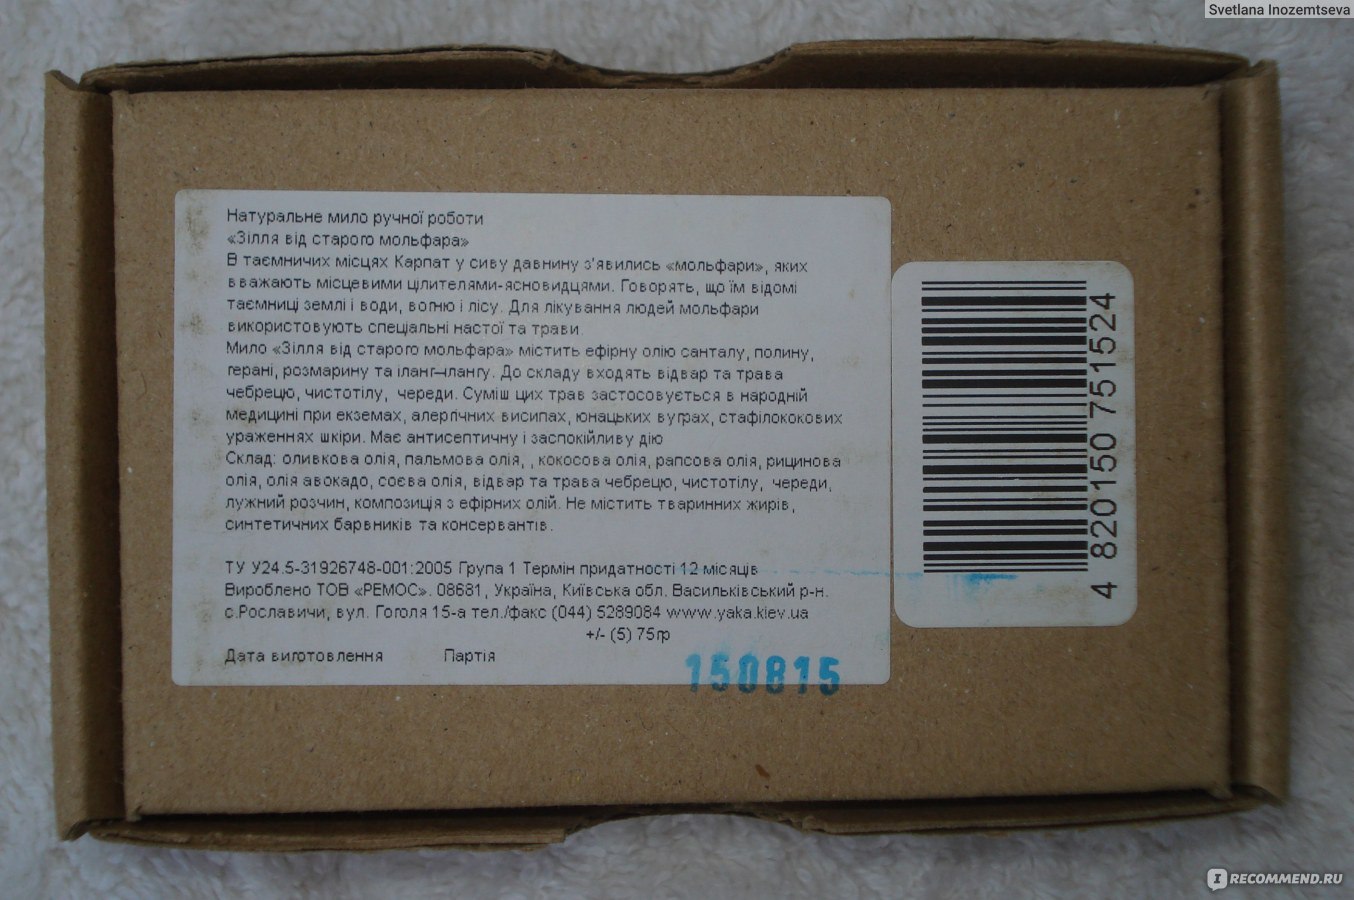 Svetlana Inozemtseva
Натуральне мило ручної роботи
«Зілля від старого мольфара»
В таємничих місцях Карпат у сиву давнину з'явились «мольфари», яких
вважають місцевими цілителями-ясновидцями. Говорять, що їм відомі
таємниці землі і води, вогню і лісу. Для лікування людей мольфари
використовують спеціальні настої та трави.
Мило «Зілля від старого мольфара» містить ефірну олію санталу, полину,
герані, розмарину та іланг–ілангу. До складу входять відвар та трава
чебрецю, чистотілу, череди. Суміш цих трав застосовується в народній
медицині при екземах, алергічних висипах, юнацьких вуграх, стафілококових
ураженнях шкіри. Має антисептичну і заспокійливу дію
Склад: оливкова олія, пальмова олія, , кокосова олія, рапсова олія, рицинова
олія, олія авокадо, соєва олія, відвар та трава чебрецю, чистотілу, череди,
лужний розчин, композиція з ефірних олій. Не містить тваринних жирів,
синтетичних барвників та консервантів.
ТУ У24.5-31926748-001:2005 Група 1 Термін придатності 12 місяців
Вироблено ТОВ «РЕМОС». 08681, Україна, Київська обл. Васильківський р-н.
с.Рославичи, вул. Гоголя 15-а тел./факс (044) 5289084 www.yaka.kiev.ua
+/- (5) 75гр
Дата виготовлення Партія
150815
4 820150 751524
RECOMMEND.RU